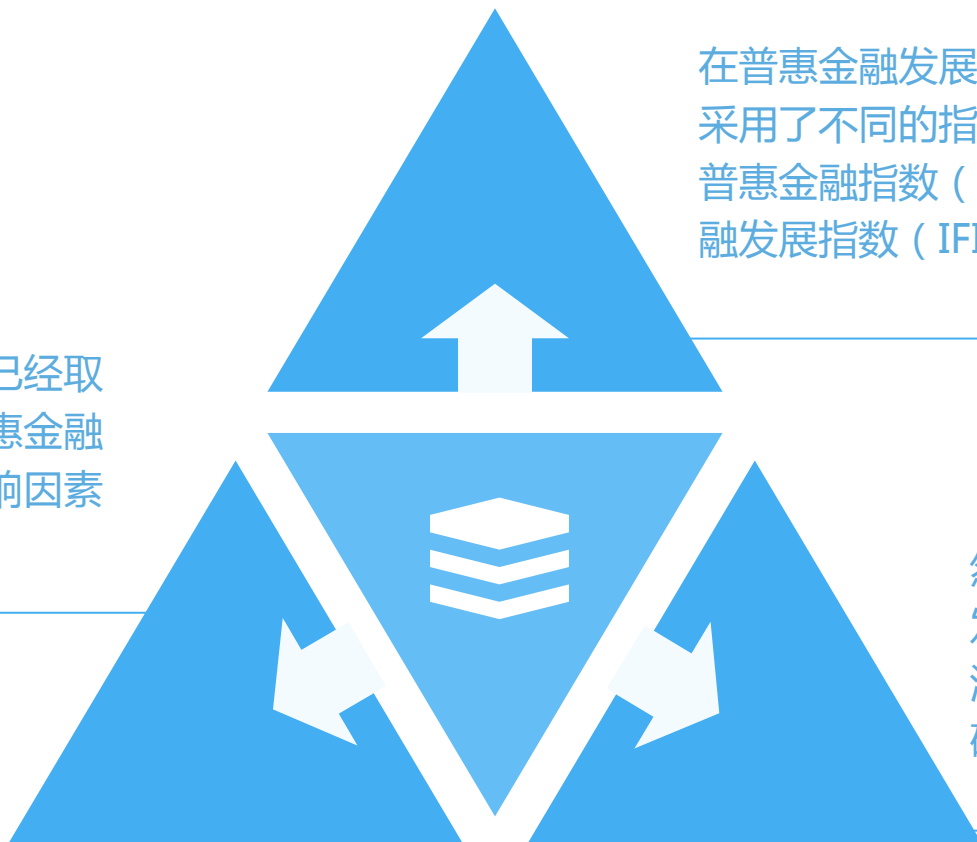 在普惠金融发展
采用了不同的指
普惠金融指数（
融发展指数（IFI
已经取
惠金融
响因素